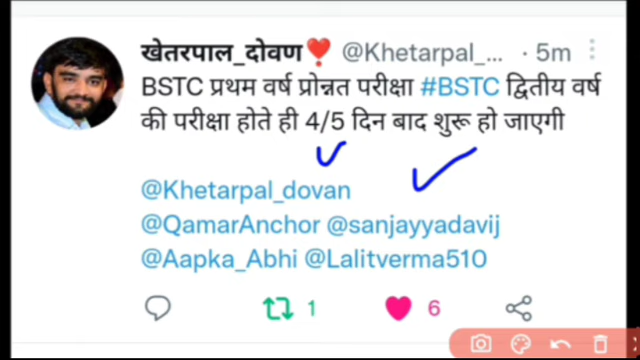 खेतरपाल_दोवण❣️ @Khetarpal_... · 5m
BSTC प्रथम वर्ष प्रोन्नत परीक्षा #BSTC द्वितीय वर्ष
की परीक्षा होते ही 4/5 दिन बाद शुरू हो जाएगी
@Khetarpal_dovan
@QamarAnchor @sanjayyadavij
@Aapka_Abhi @Lalitverma510
1 6